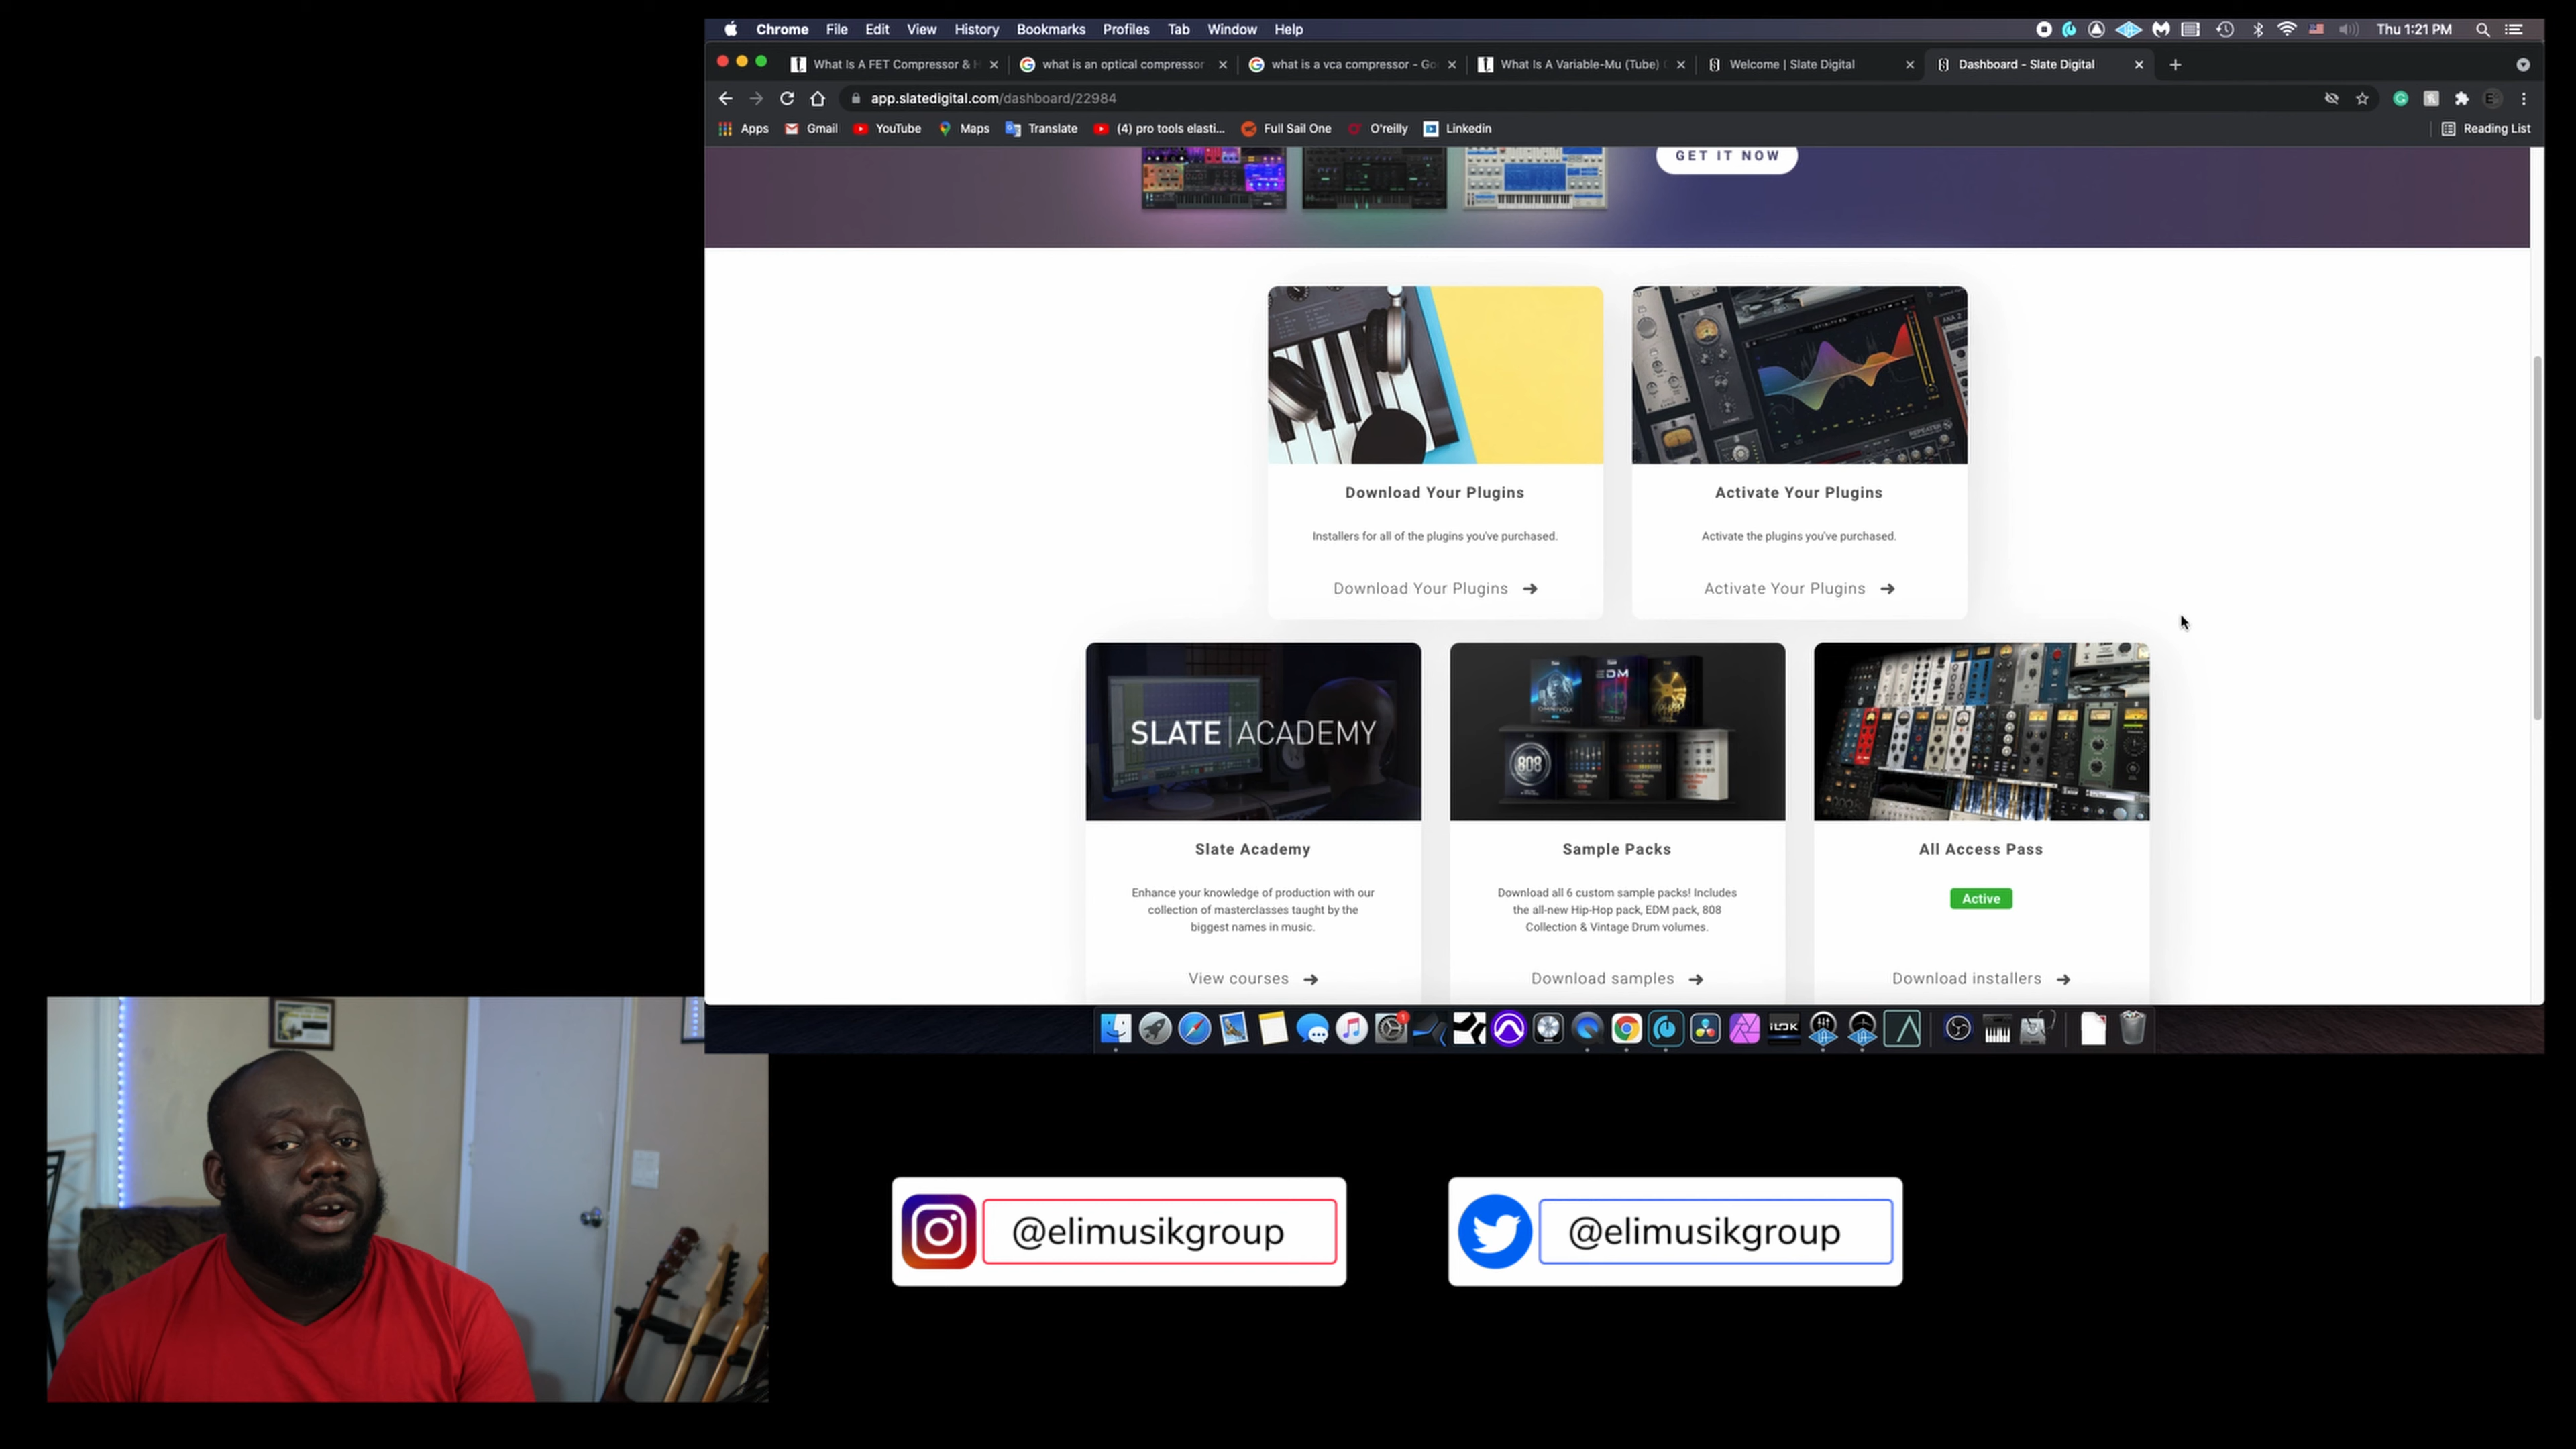 Chrome File Edit View History Bookmarks Profiles Tab Window Help
Thu 1:21 PM
What Is A FET Compressor & H
what is an optical compressor
what is a vca compressor - Go
What Is A Variable-Mu (Tube)
Welcome | Slate Digital
Dashboard - Slate Digital
app.slatedigital.com/dashboard/22984
Apps Gmail YouTube Maps Translate (4) pro tools elasti... Full Sail One O'reilly Linkedin Reading List
GET IT NOW
Download Your Plugins
Installers for all of the plugins you've purchased.
Download Your Plugins
Activate Your Plugins
Activate the plugins you've purchased.
Activate Your Plugins
SLATE | ACADEMY
Slate Academy
Enhance your knowledge of production with our
collection of masterclasses taught by the
biggest names in music.
View courses
EDM
808
Sample Packs
Download all 6 custom sample packs! Includes
the all-new Hip-Hop pack, EDM pack, 808
Collection & Vintage Drum volumes.
Download samples
All Access Pass
Active
Download installers
1
iLOK
@elimusikgroup
@elimusikgroup